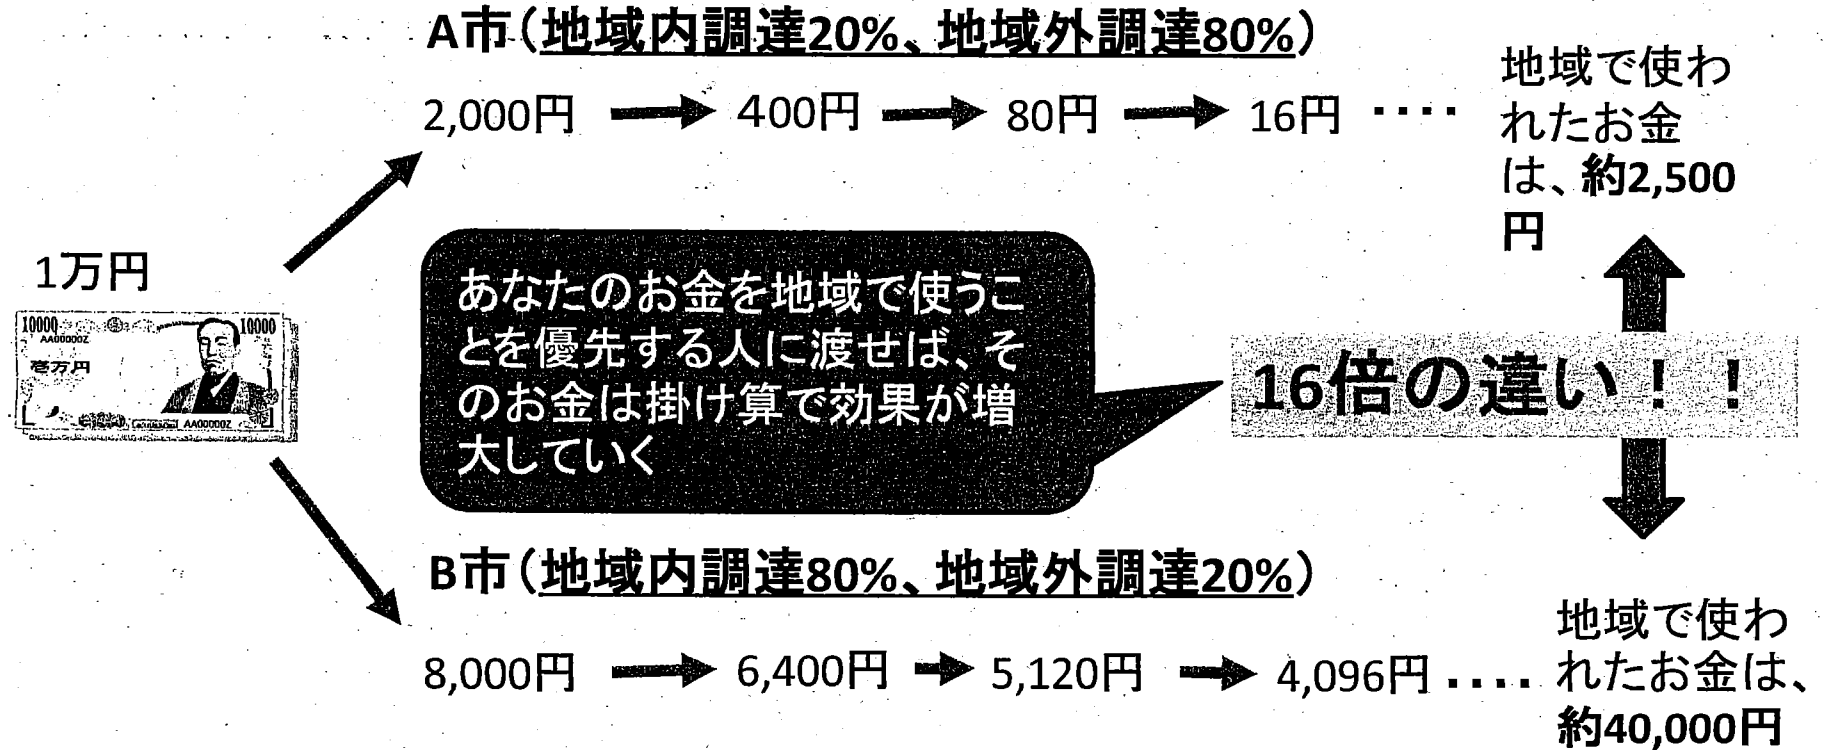 A市（地域内調達20%、地域外調達80%）
2,000円 → 400円 → 80円 → 16円 ････
地域で使わ
れたお金
は、約2,500
円
1万円
10000 10000
AA00000Z
壱万円
AA00000Z
あなたのお金を地域で使うこ
とを優先する人に渡せば、そ
のお金は掛け算で効果が増
大していく
16倍の違い！！
B市（地域内調達80%、地域外調達20%）
8,000円 → 6,400円 → 5,120円 → 4,096円 ････
地域で使わ
れたお金は、
約40,000円